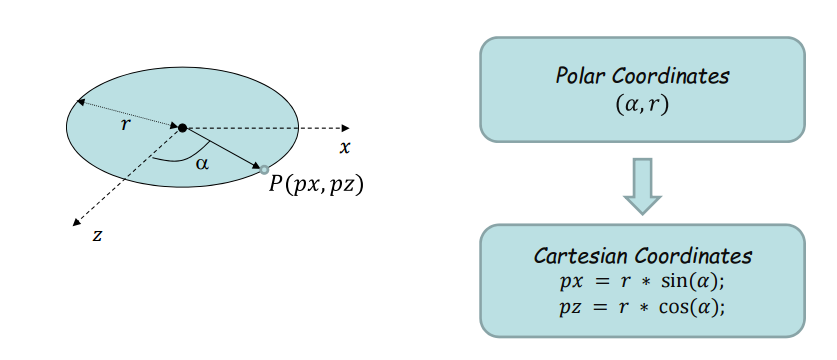 r
x
α
P(px, pz)
z
Polar Coordinates
(α, r)
Cartesian Coordinates
px = r * sin(α);
pz = r * cos(α);